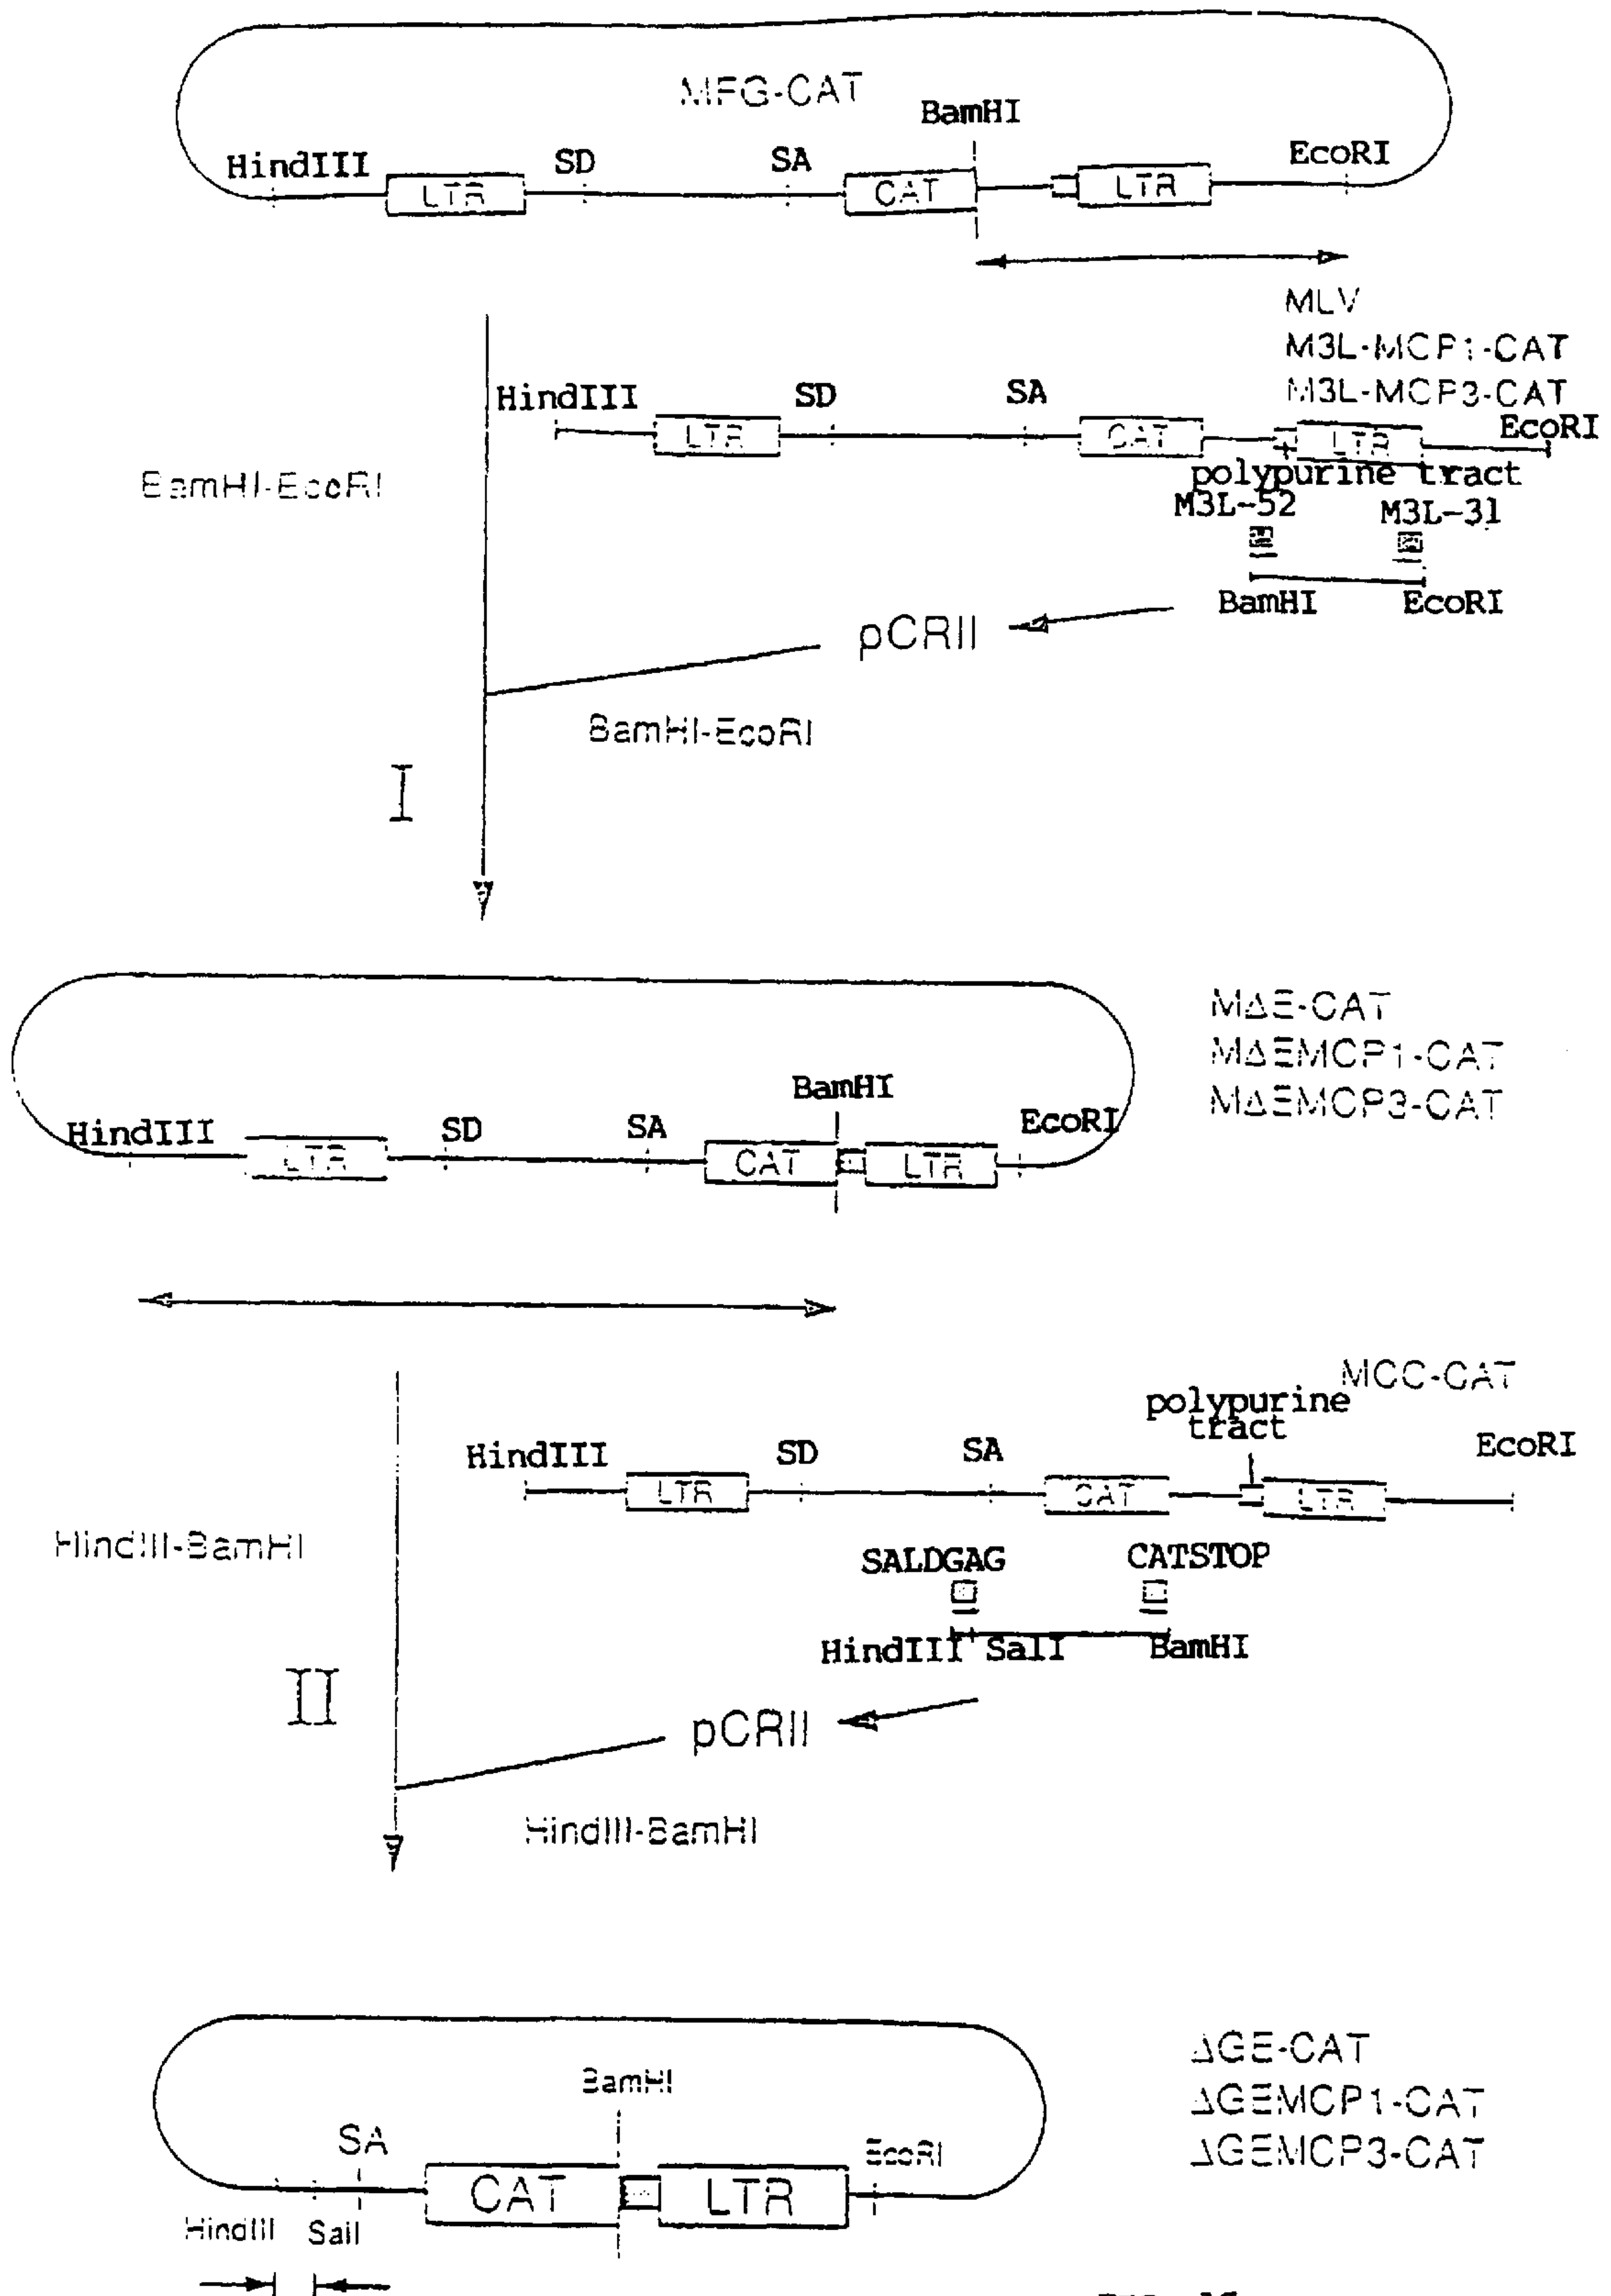 MFG-CAT
BamHI
HindIII
SD
SA
EcoRI
LTR
CAT
LTR
MLV
M3L-MCP1-CAT
M3L-MCP3-CAT
HindIII
SD
SA
EcoRI
LTR
CAT
LTR
polypurine tract
BamHI-EcoRI
M3L-52
M3L-31
BamHI
EcoRI
pCRII
BamHI-EcoRI
I
MΔE-CAT
MΔEMCP1-CAT
MΔEMCP3-CAT
BamHI
HindIII
SD
SA
EcoRI
LTR
CAT
LTR
MCC-CAT
polypurine
tract
HindIII
SD
SA
EcoRI
LTR
CAT
LTR
HindIII-BamHI
SALDGAG
CATSTOP
HindIII
SalI
BamHI
II
pCRII
HindIII-BamHI
ΔGE-CAT
ΔGEMCP1-CAT
ΔGEMCP3-CAT
BamHI
SA
EcoRI
CAT
LTR
HindIII
SalI